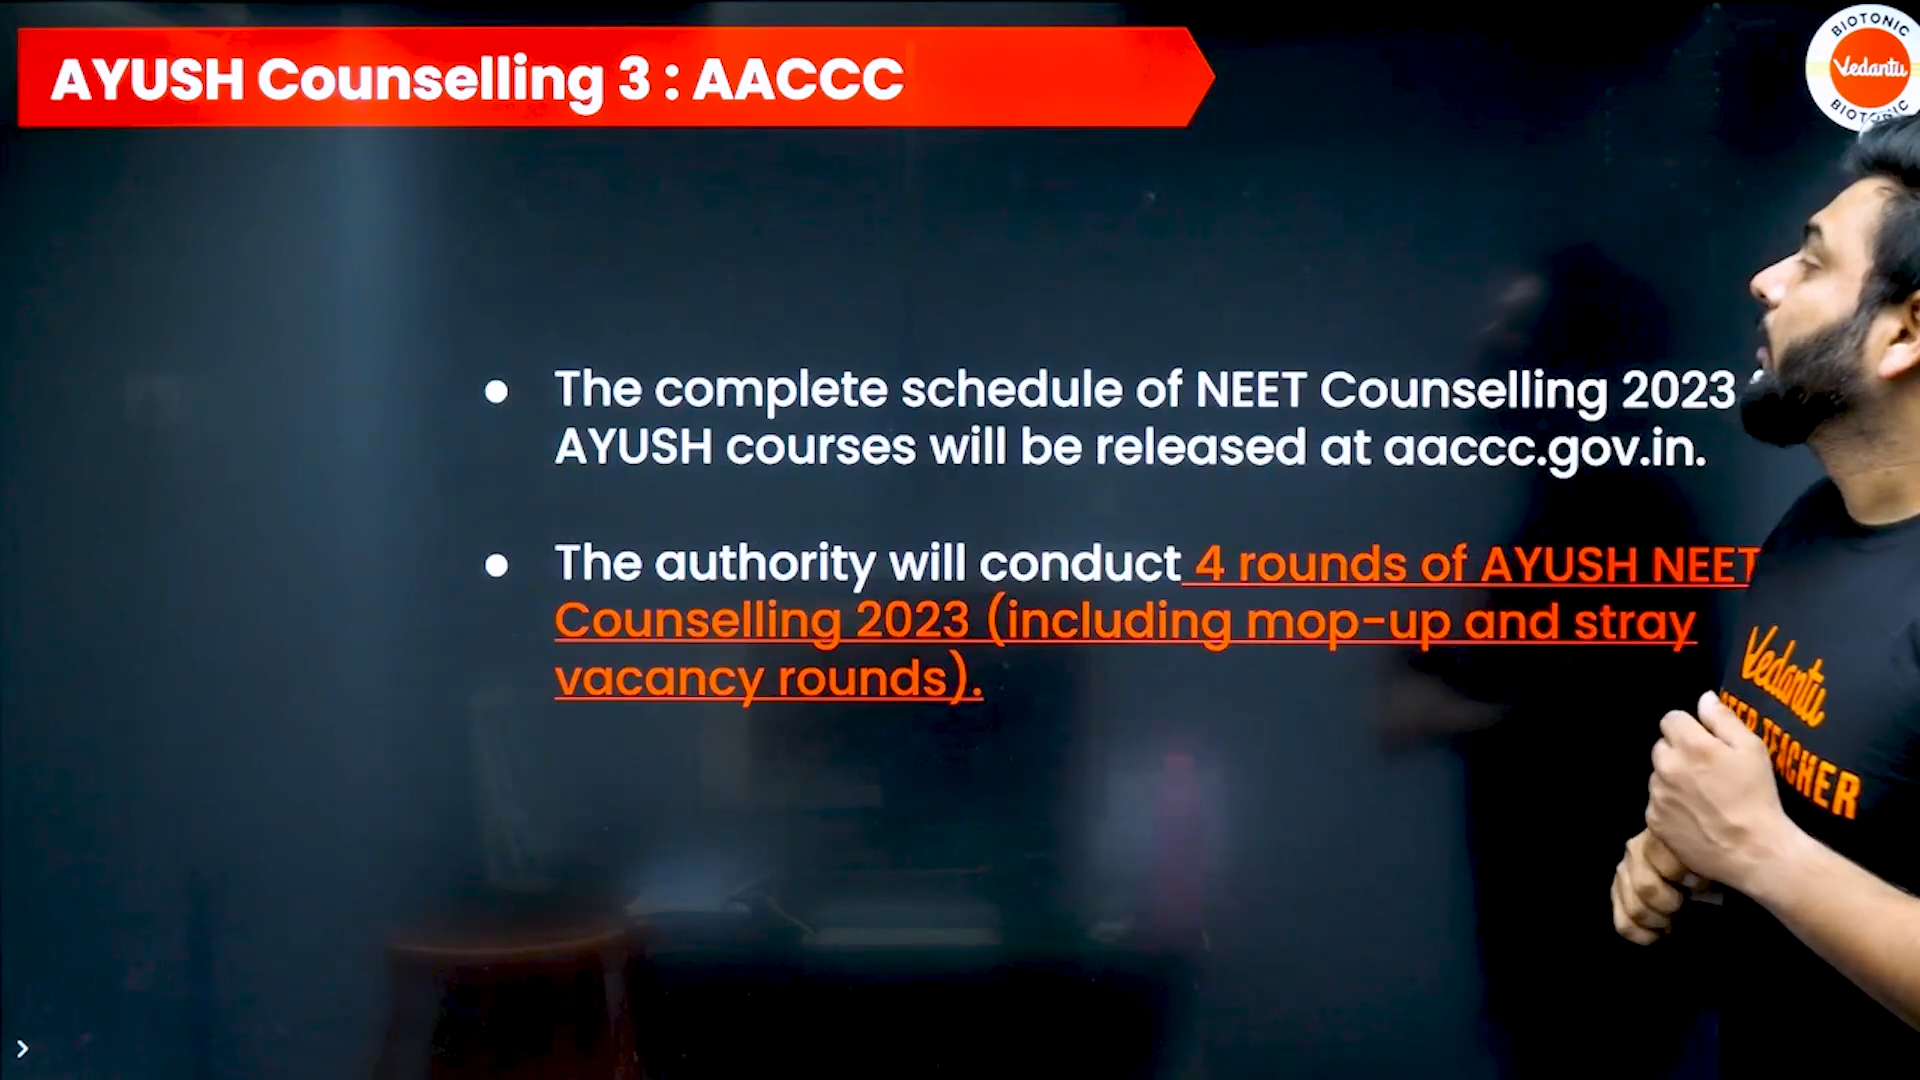 AYUSH Counselling 3 : AACCC
BIOTONIC
Vedantu
The complete schedule of NEET Counselling 2023
AYUSH courses will be released at aaccc.gov.in.
The authority will conduct 4 rounds of AYUSH NEET
Counselling 2023 (including mop-up and stray
vacancy rounds).
Vedantu
TEACHER